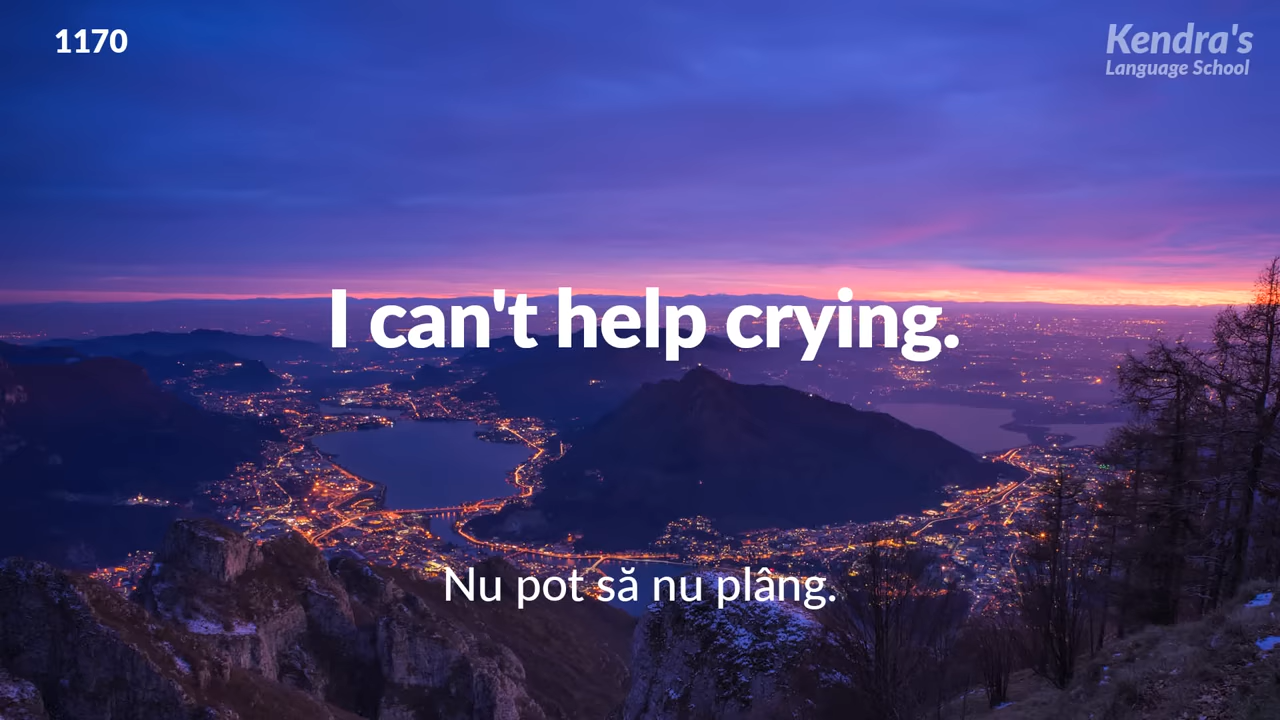 1170
Kendra's
Language School
I can't help crying.
Nu pot să nu plâng.